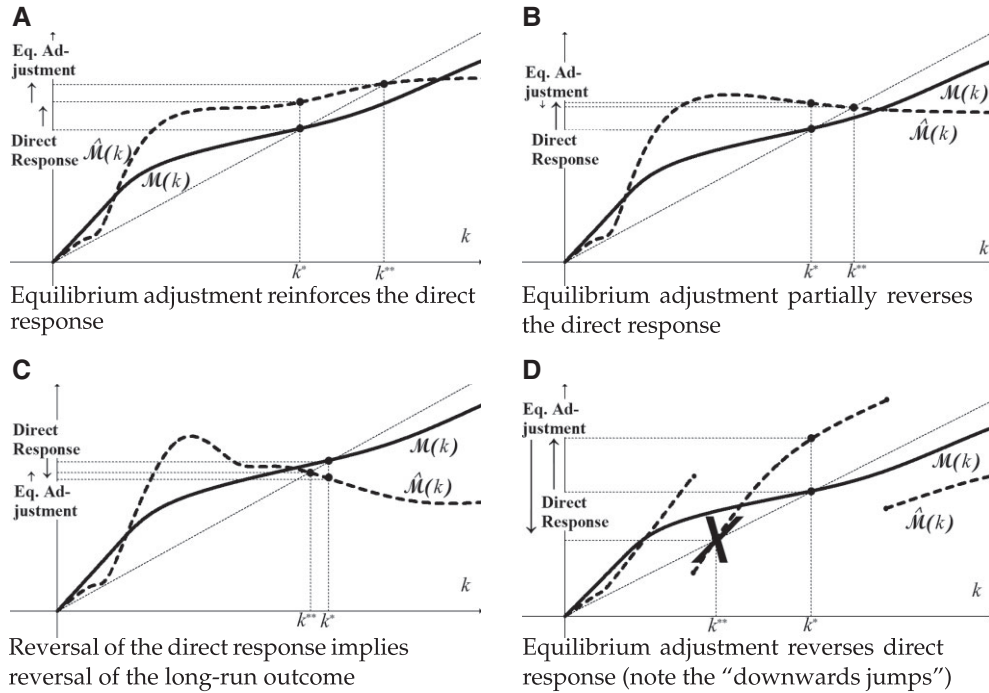 A
Eq. Ad-
justment
Direct
Response
M̂(k)
M(k)
k
k*
k**
Equilibrium adjustment reinforces the direct
response
B
Eq. Ad-
justment
Direct
Response
M(k)
M̂(k)
k
k*
k**
Equilibrium adjustment partially reverses
the direct response
C
Direct
Response
Eq. Ad-
justment
M(k)
M̂(k)
k
k** k*
Reversal of the direct response implies
reversal of the long-run outcome
D
Eq. Ad-
justment
Direct
Response
M(k)
M̂(k)
X
k
k**
k*
Equilibrium adjustment reverses direct
response (note the “downwards jumps”)